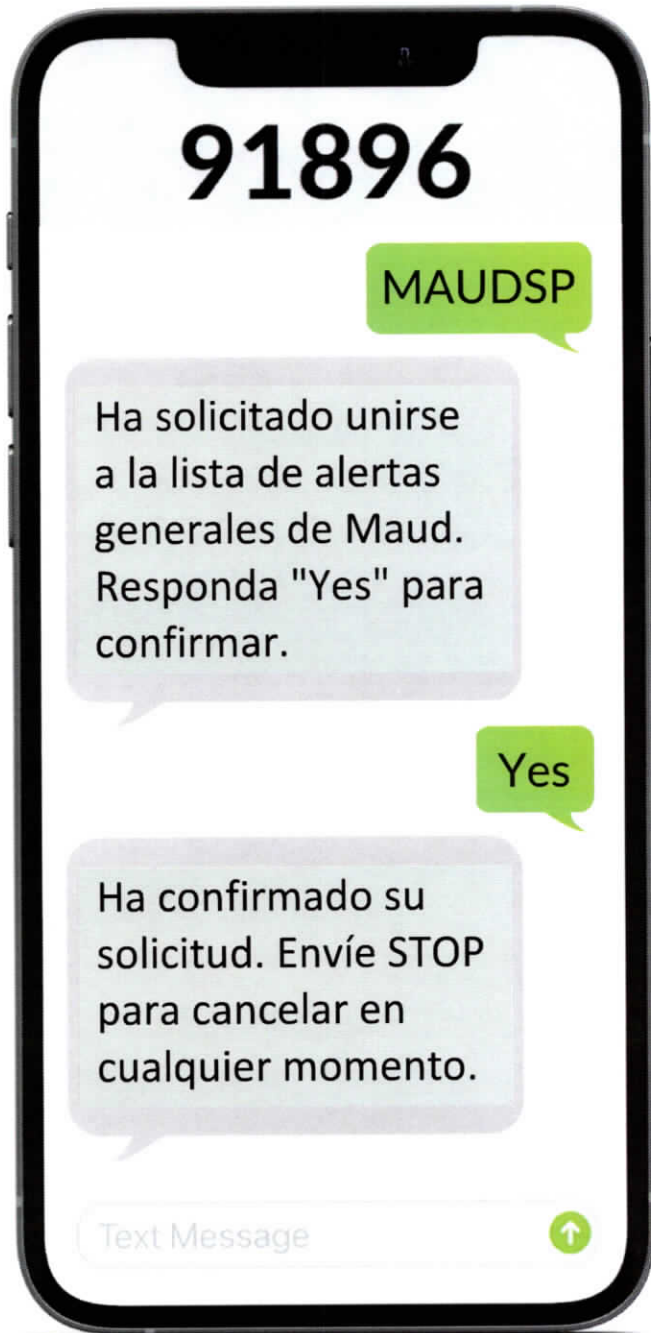 91896
MAUDSP
Ha solicitado unirse
a la lista de alertas
generales de Maud.
Responda "Yes" para
confirmar.
Yes
Ha confirmado su
solicitud. Envíe STOP
para cancelar en
cualquier momento.
Text Message